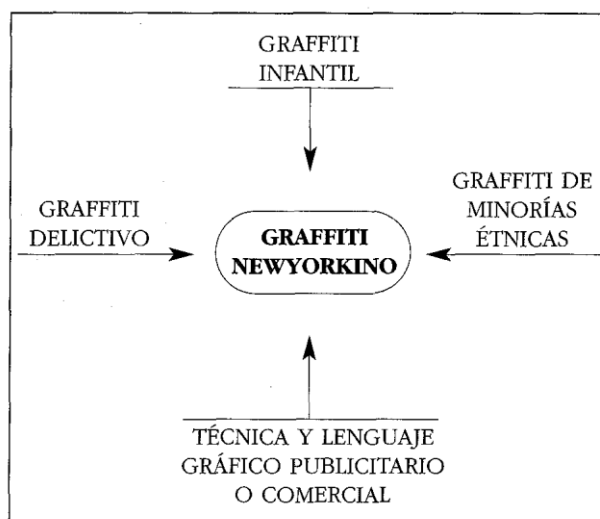 GRAFFITI
INFANTIL
GRAFFITI DE
MINORÍAS
ÉTNICAS
GRAFFITI
DELICTIVO
GRAFFITI
NEWYORKINO
TÉCNICA Y LENGUAJE
GRÁFICO PUBLICITARIO
O COMERCIAL